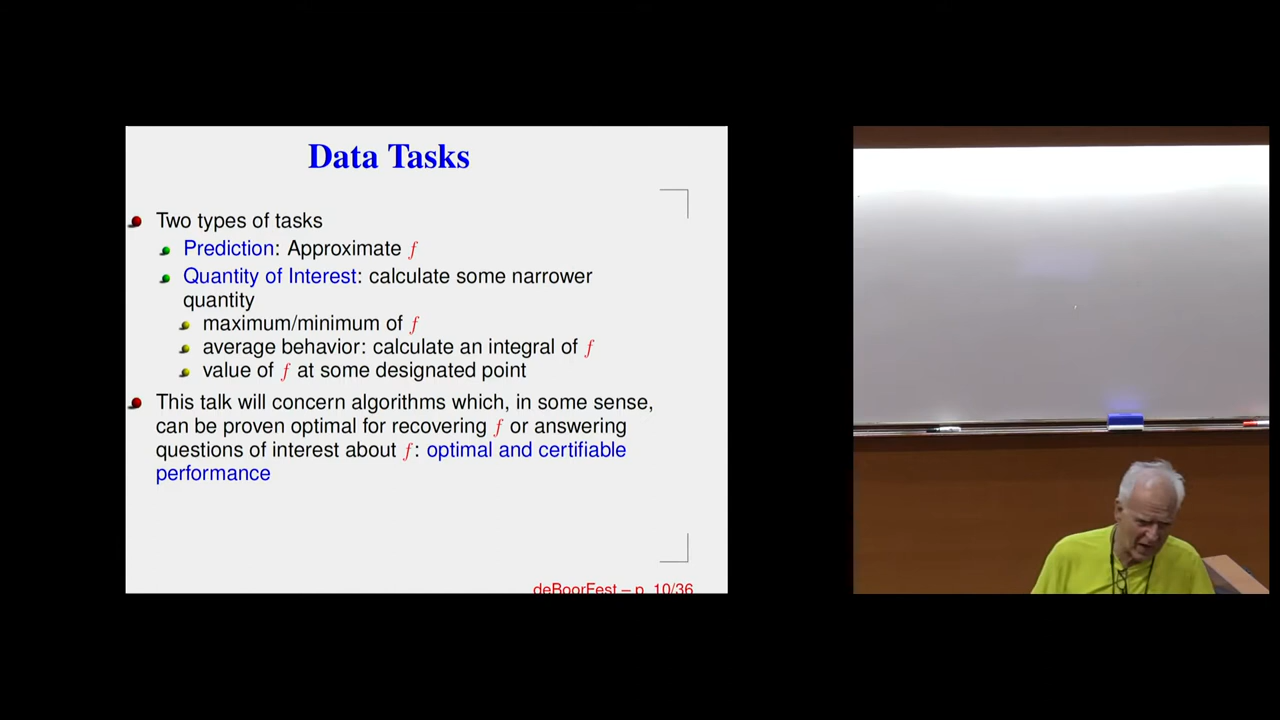 Data Tasks
Two types of tasks
Prediction: Approximate f
Quantity of Interest: calculate some narrower
quantity
maximum/minimum of f
average behavior: calculate an integral of f
value of f at some designated point
This talk will concern algorithms which, in some sense,
can be proven optimal for recovering f or answering
questions of interest about f: optimal and certifiable
performance
deBoorFest – p. 10/36